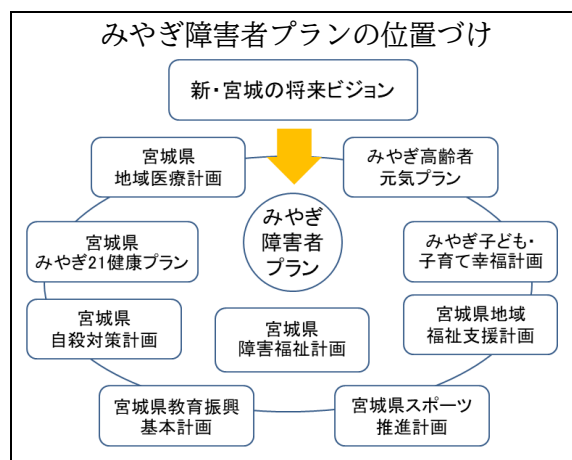 みやぎ障害者プランの位置づけ
新・宮城の将来ビジョン
宮城県
地域医療計画
みやぎ高齢者
元気プラン
みやぎ
障害者
プラン
宮城県
みやぎ21健康プラン
みやぎ子ども・
子育て幸福計画
宮城県
自殺対策計画
宮城県
障害福祉計画
宮城県地域
福祉支援計画
宮城県教育振興
基本計画
宮城県スポーツ
推進計画